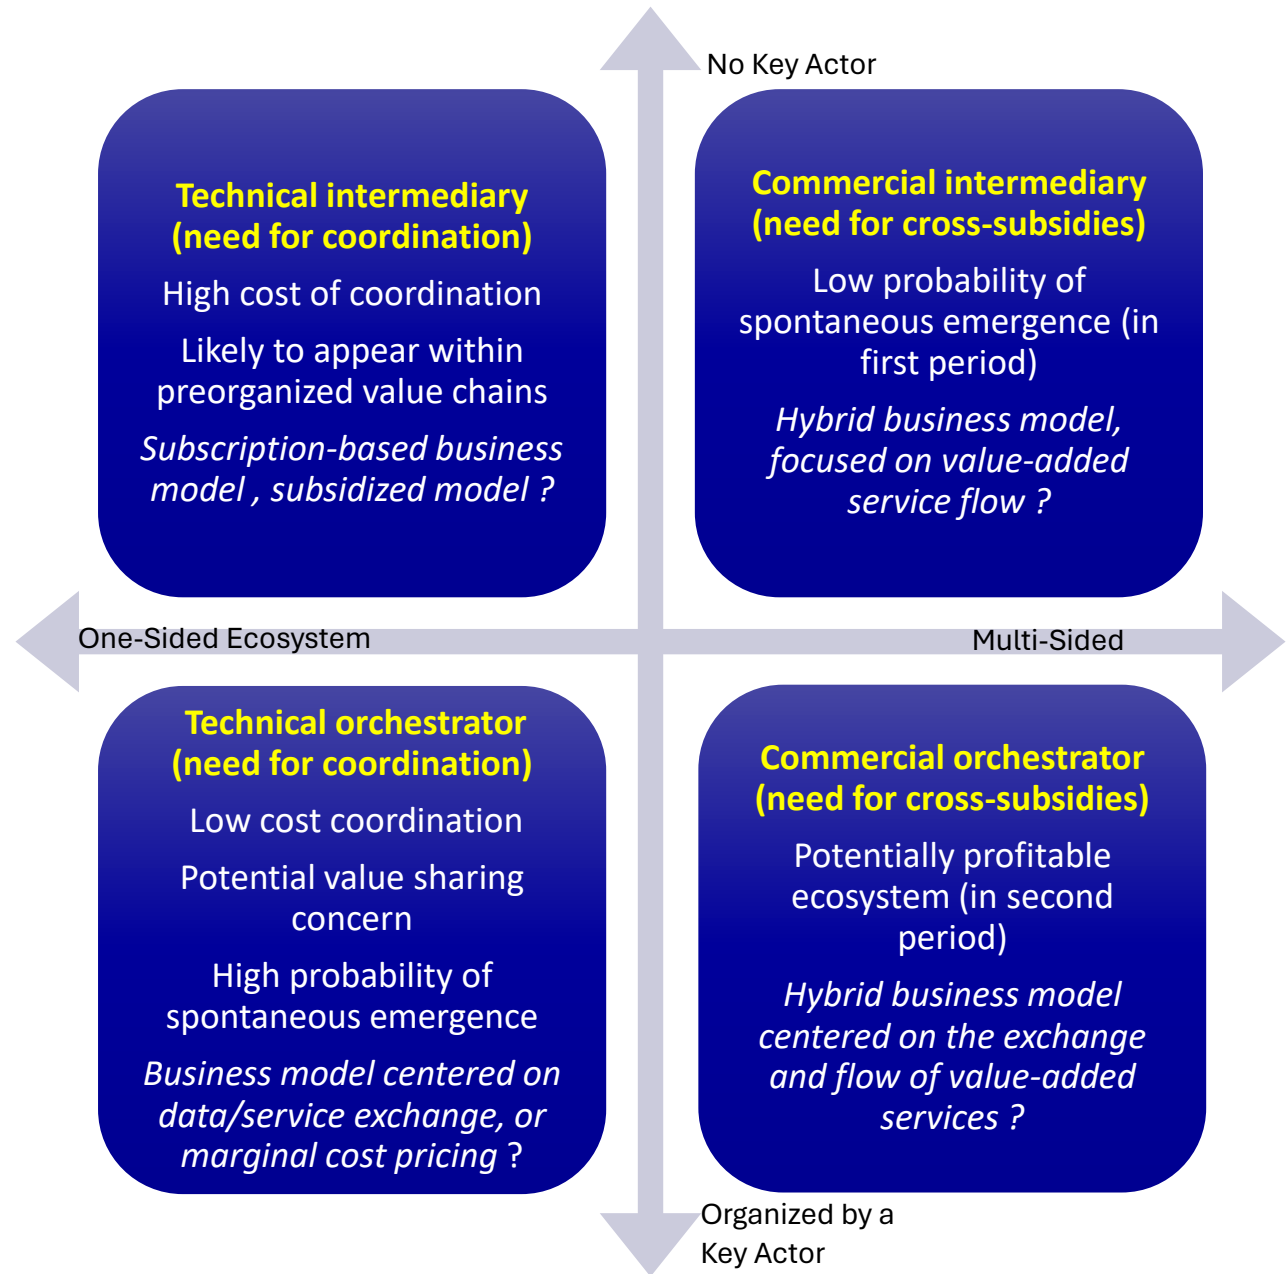 No Key Actor
Technical intermediary
(need for coordination)
High cost of coordination
Likely to appear within
preorganized value chains
Subscription-based business
model , subsidized model ?
Commercial intermediary
(need for cross-subsidies)
Low probability of
spontaneous emergence (in
first period)
Hybrid business model,
focused on value-added
service flow ?
One-Sided Ecosystem
Multi-Sided
Technical orchestrator
(need for coordination)
Low cost coordination
Potential value sharing
concern
High probability of
spontaneous emergence
Business model centered on
data/service exchange, or
marginal cost pricing ?
Commercial orchestrator
(need for cross-subsidies)
Potentially profitable
ecosystem (in second
period)
Hybrid business model
centered on the exchange
and flow of value-added
services ?
Organized by a
Key Actor